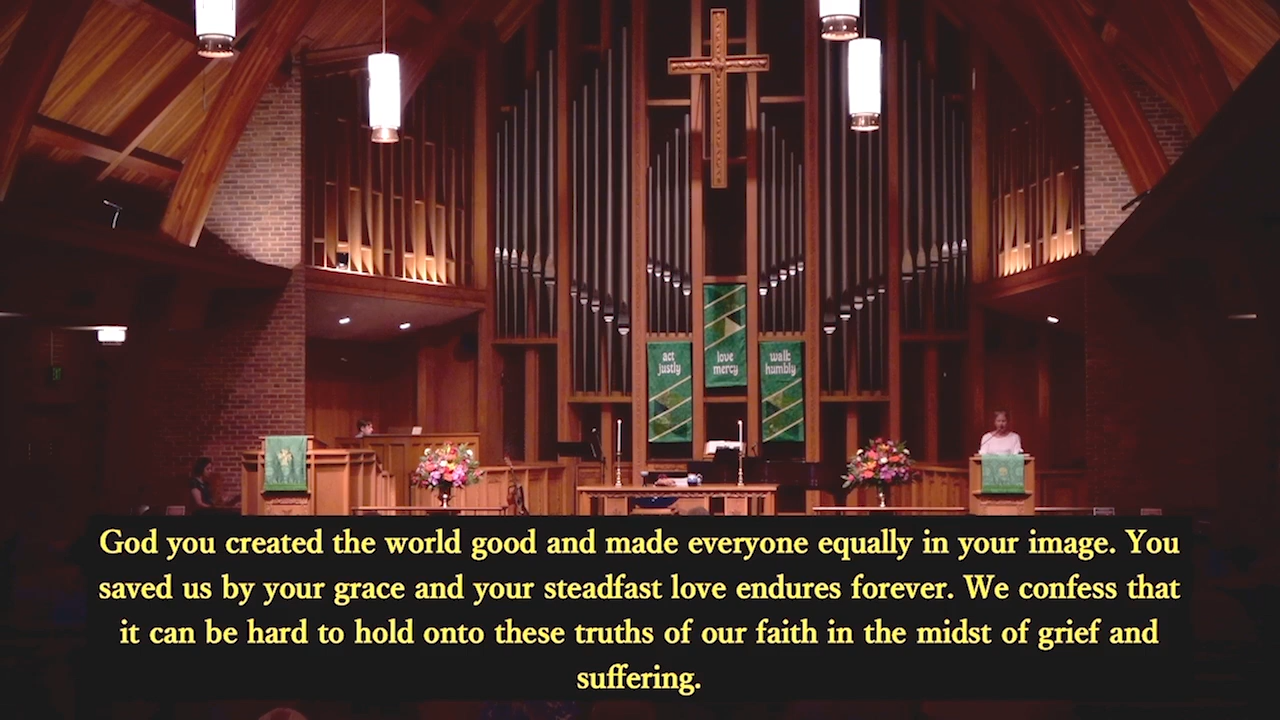 act
justly
love
mercy
walk
humbly
God you created the world good and made everyone equally in your image. You
saved us by your grace and your steadfast love endures forever. We confess that
it can be hard to hold onto these truths of our faith in the midst of grief and
suffering.